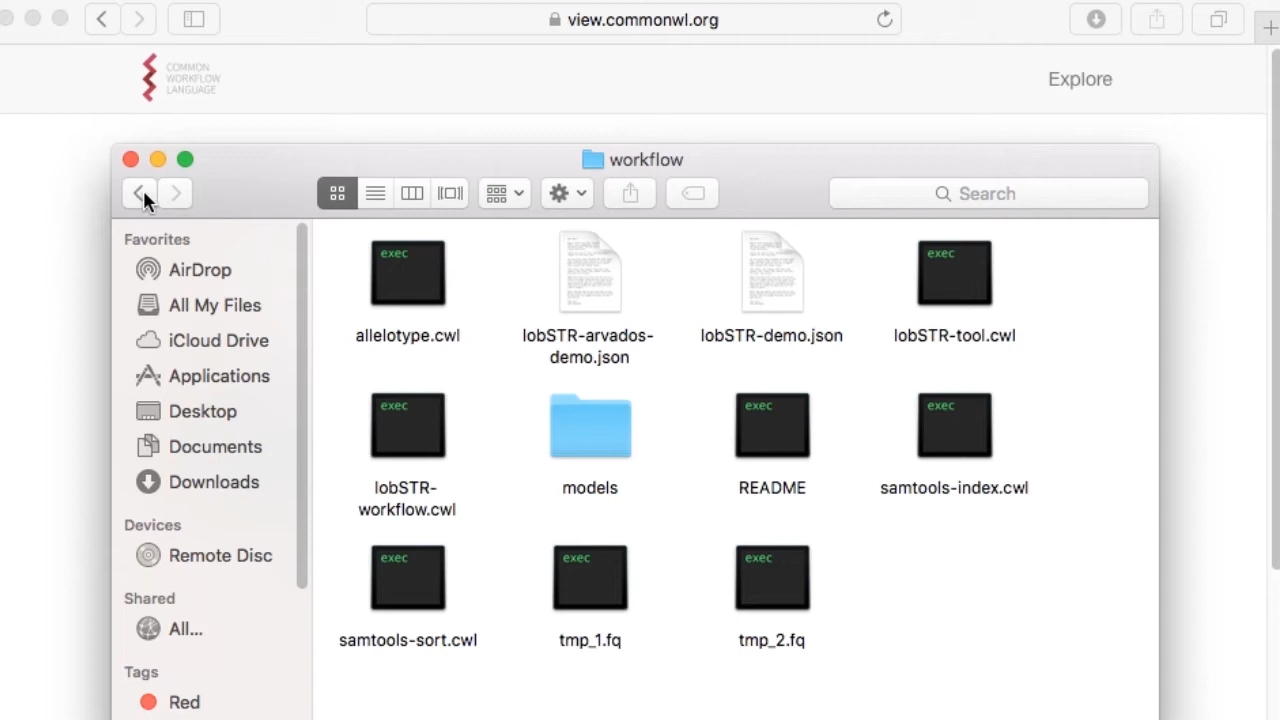 view.commonwl.org
COMMON
WORKFLOW
LANGUAGE
Explore
workflow
Search
Favorites
AirDrop
All My Files
iCloud Drive
Applications
Desktop
Documents
Downloads
Devices
Remote Disc
Shared
All...
Tags
Red
exec
allelotype.cwl
lobSTR-arvados-
demo.json
lobSTR-demo.json
exec
lobSTR-tool.cwl
exec
lobSTR-
workflow.cwl
models
exec
README
exec
samtools-index.cwl
exec
samtools-sort.cwl
exec
tmp_1.fq
exec
tmp_2.fq